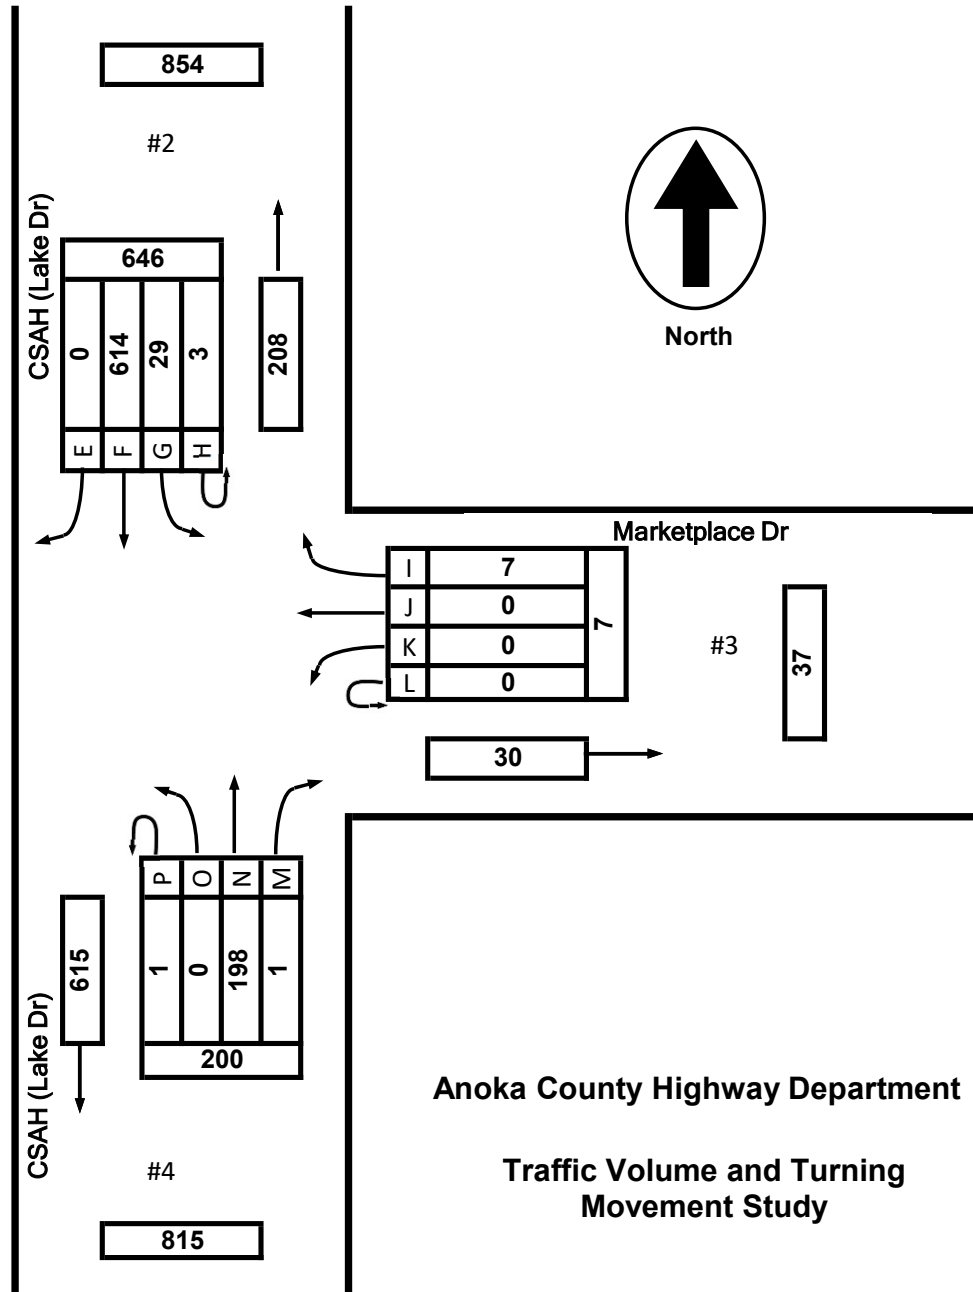 854
#2
CSAH (Lake Dr)
646
0
614
29
3
E
F
G
H
208
North
Marketplace Dr
I 7
J 0
K 0
L 0
7
#3
37
30
P
O
N
M
1
0
198
1
200
615
CSAH (Lake Dr)
#4
815
Anoka County Highway Department
Traffic Volume and Turning
Movement Study